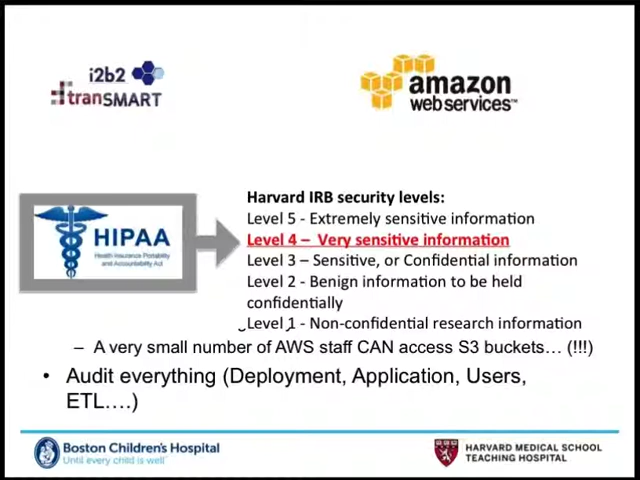 i2b2
tranSMART
amazon
webservices™
Harvard IRB security levels:
Level 5 - Extremely sensitive information
Level 4 – Very sensitive information
Level 3 – Sensitive, or Confidential information
Level 2 - Benign information to be held
confidentially
Level 1 - Non-confidential research information
HIPAA
Health Insurance Portability
and Accountability Act
– A very small number of AWS staff CAN access S3 buckets… (!!!)
• Audit everything (Deployment, Application, Users,
ETL….)
Boston Children's Hospital
Until every child is well™
HARVARD MEDICAL SCHOOL
TEACHING HOSPITAL